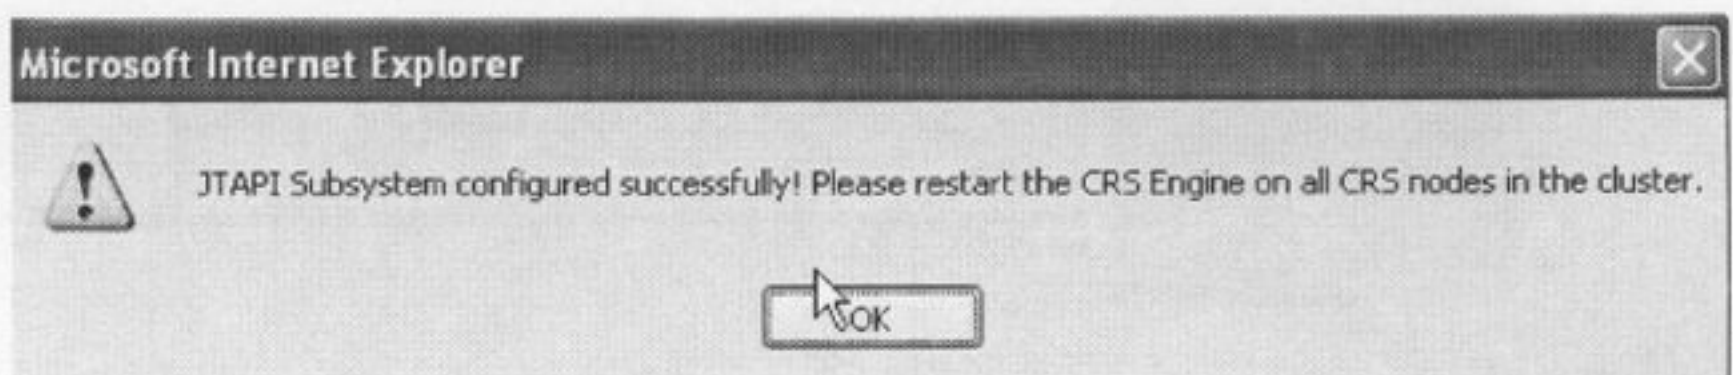 Microsoft Internet Explorer
JTAPI Subsystem configured successfully! Please restart the CRS Engine on all CRS nodes in the cluster.
OK